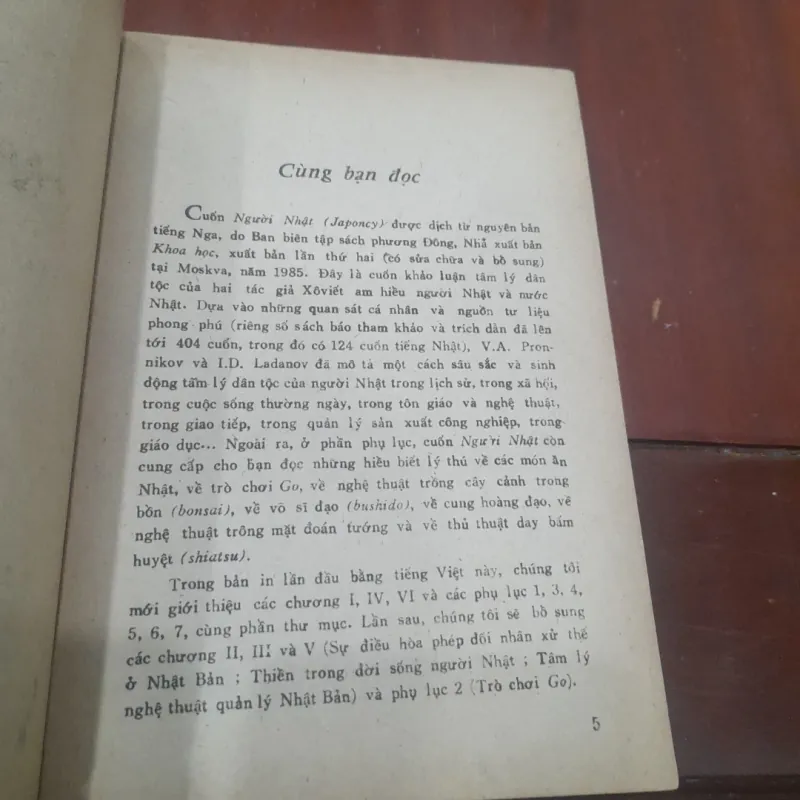 Cùng bạn đọc
Cuốn Người Nhật (Japoncy) được dịch từ nguyên bản
tiếng Nga, do Ban biên tập sách phương Đông, Nhà xuất bản
Khoa học, xuất bản lần thứ hai (có sửa chữa và bổ sung)
tại Moskva, năm 1985. Đây là cuốn khảo luận tâm lý dân
tộc của hai tác giả Xôviết am hiểu người Nhật và nước
Nhật. Dựa vào những quan sát cá nhân và nguồn tư liệu
phong phú (riêng số sách báo tham khảo và trích dẫn đã lên
tới 404 cuốn, trong đó có 124 cuốn tiếng Nhật), V.A. Pron-
nikov và I.D. Ladanov đã mô tả một cách sâu sắc và sinh
động tâm lý dân tộc của người Nhật trong lịch sử, trong xã hội,
trong cuộc sống thường ngày, trong tôn giáo và nghệ thuật,
trong giao tiếp, trong quản lý sản xuất công nghiệp, trong
giáo dục... Ngoài ra, ở phần phụ lục, cuốn Người Nhật còn
cung cấp cho bạn đọc những hiểu biết lý thú về các món ăn
Nhật, về trò chơi Go, về nghệ thuật trồng cây cảnh trong
bồn (bonsai), về võ sĩ đạo (bushido), về cung hoàng đạo, về
nghệ thuật trông mặt đoán tướng và về thủ thuật day bấm
huyệt (shiatsu).
Trong bản in lần đầu bằng tiếng Việt này, chúng tôi
mới giới thiệu các chương I, IV, VI và các phụ lục 1, 3, 4,
5, 6, 7, cùng phần thư mục. Lần sau, chúng tôi sẽ bổ sung
các chương II, III và V (Sự điều hòa phép đối nhân xử thế
ở Nhật Bản ; Thiền trong đời sống người Nhật ; Tâm lý
nghệ thuật quản lý Nhật Bản) và phụ lục 2 (Trò chơi Go).
5